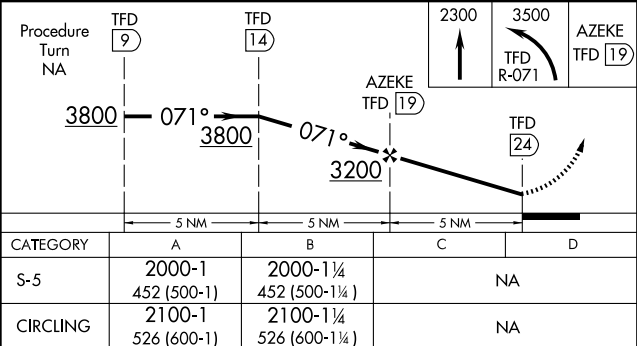 Procedure
Turn
NA
TFD
9
TFD
14
2300
3500
TFD
R-071
AZEKE
TFD 19
AZEKE
TFD 19
3800
071°
3800
071°
3200
TFD
24
5 NM
5 NM
5 NM
CATEGORY A B C D
S-5 2000-1 2000-1¼ NA
452 (500-1) 452 (500-1¼)
CIRCLING 2100-1 2100-1¼ NA
526 (600-1) 526 (600-1¼)